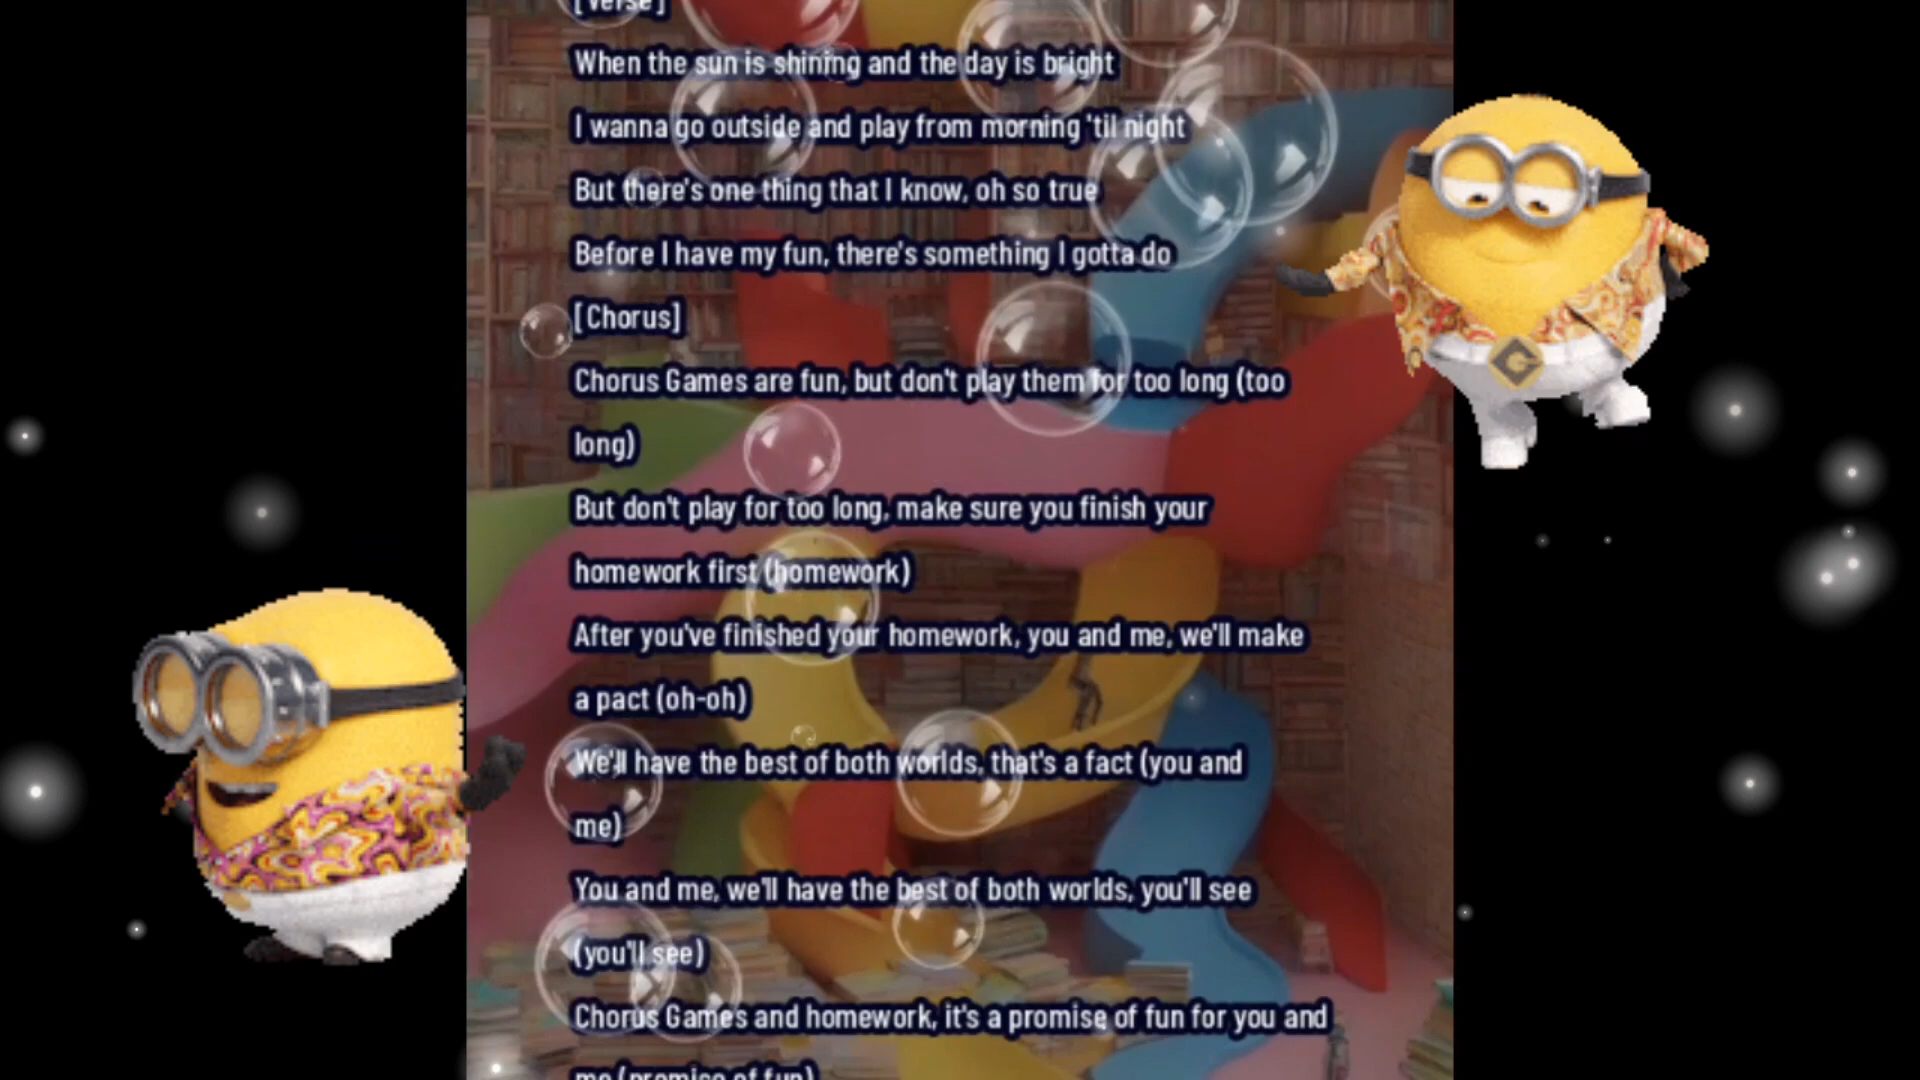 [Verse]
When the sun is shining and the day is bright
I wanna go outside and play from morning 'til night
But there's one thing that I know, oh so true
Before I have my fun, there's something I gotta do
[Chorus]
Chorus Games are fun, but don't play them for too long (too
long)
But don't play for too long, make sure you finish your
homework first (homework)
After you've finished your homework, you and me, we'll make
a pact (oh-oh)
We'll have the best of both worlds, that's a fact (you and
me)
You and me, we'll have the best of both worlds, you'll see
(you'll see)
Chorus Games and homework, it's a promise of fun for you and
me (promise of fun)